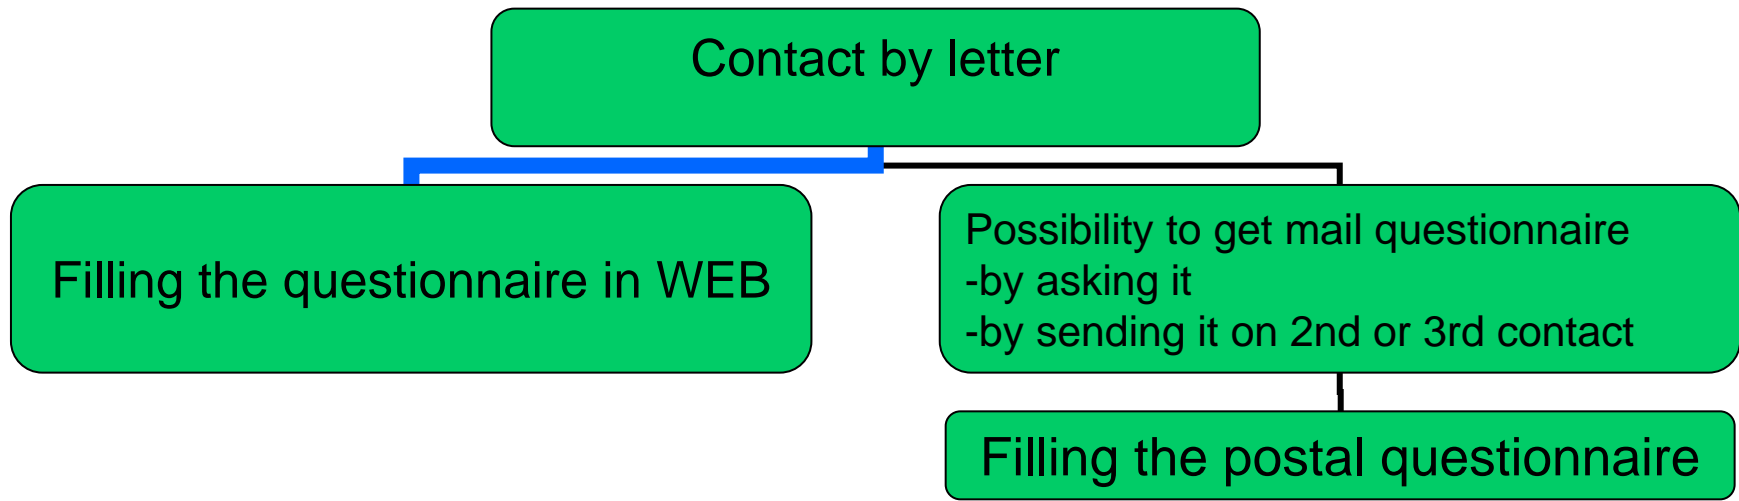 Contact by letter
Filling the questionnaire in WEB
Possibility to get mail questionnaire
-by asking it
-by sending it on 2nd or 3rd contact
Filling the postal questionnaire